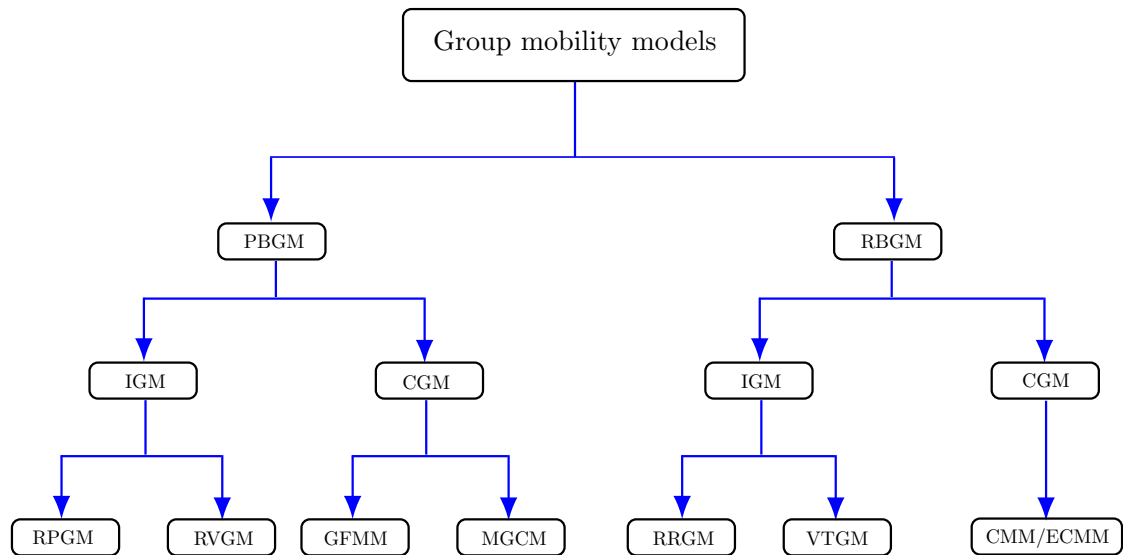 Group mobility models
PBGM
RBGM
IGM
CGM
IGM
CGM
RPGM
RVGM
GFMM
MGCM
RRGM
VTGM
CMM/ECMM